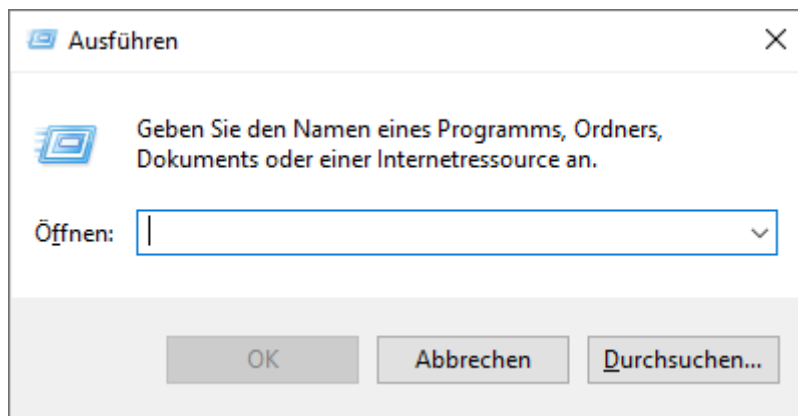 Ausführen
Geben Sie den Namen eines Programms, Ordners,
Dokuments oder einer Internetressource an.
Öffnen:
OK Abbrechen Durchsuchen...